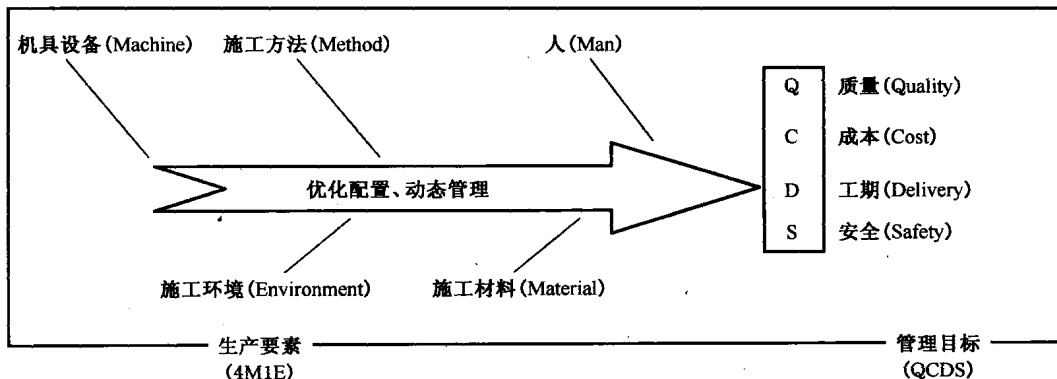 机具设备(Machine)
施工方法(Method)
人(Man)
Q 质量(Quality)
C 成本(Cost)
优化配置、动态管理
D 工期(Delivery)
S 安全(Safety)
施工环境(Environment)
施工材料(Material)
生产要素
(4M1E)
管理目标
(QCDS)